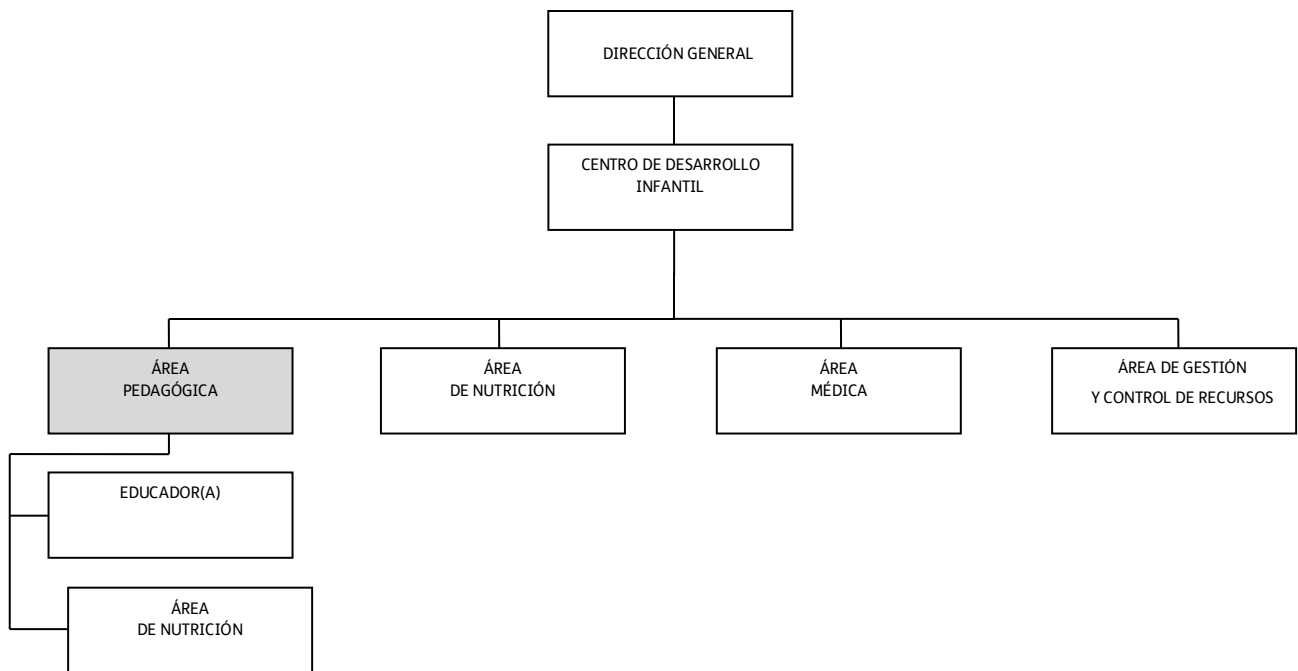 DIRECCIÓN GENERAL
CENTRO DE DESARROLLO
INFANTIL
ÁREA
PEDAGÓGICA
ÁREA
DE NUTRICIÓN
ÁREA
MÉDICA
ÁREA DE GESTIÓN
Y CONTROL DE RECURSOS
EDUCADOR(A)
ÁREA
DE NUTRICIÓN